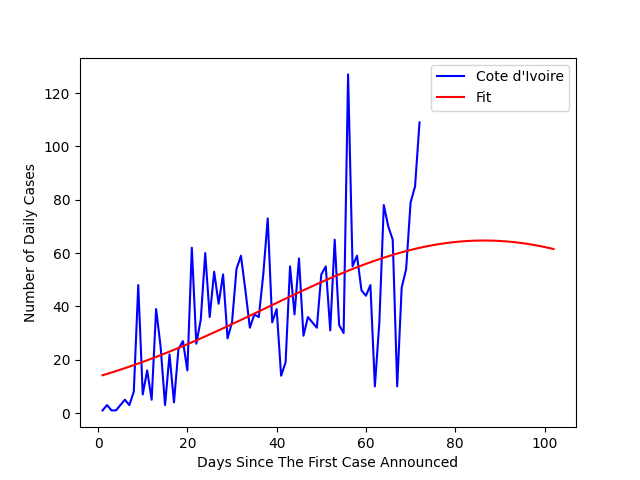 Cote d'Ivoire
Fit
120
100
80
60
40
20
0
Number of Daily Cases
0 20 40 60 80 100
Days Since The First Case Announced